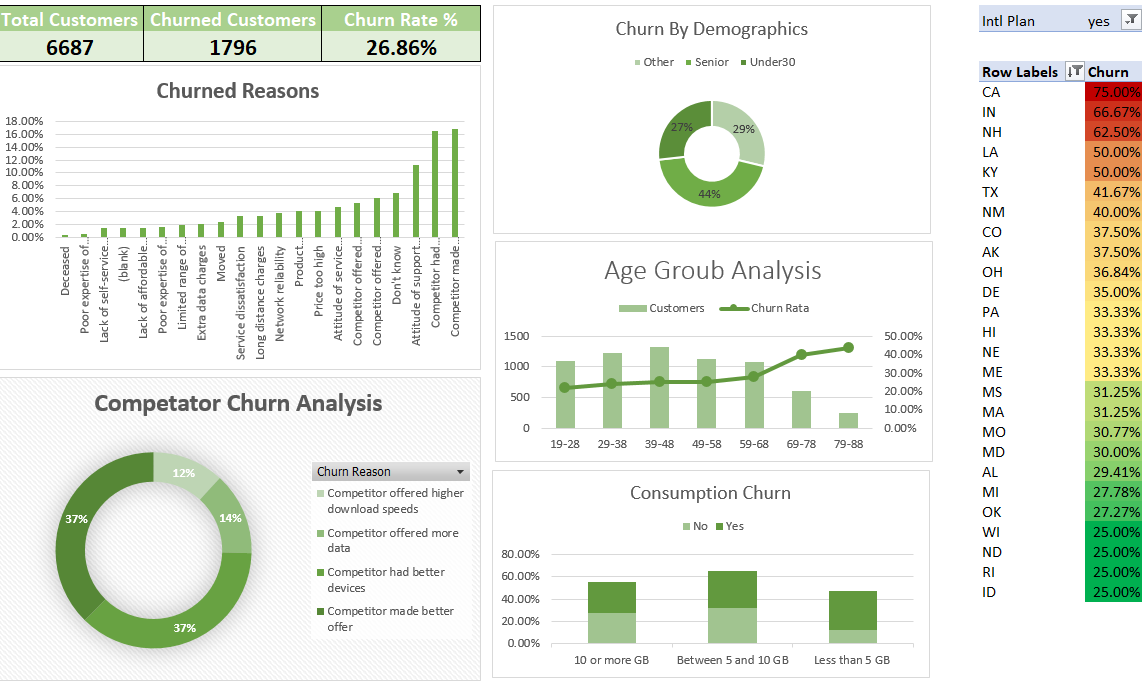 Total Customers Churned Customers Churn Rate %
6687 1796 26.86%
Churned Reasons
18.00%
16.00%
14.00%
12.00%
10.00%
8.00%
6.00%
4.00%
2.00%
0.00%
Deceased
Poor expertise of…
Lack of self-service…
(blank)
Lack of affordable…
Poor expertise of…
Limited range of…
Extra data charges
Moved
Service dissatisfaction
Long distance charges
Network reliability
Product…
Price too high
Attitude of service…
Competitor offered…
Competitor offered…
Don't know
Attitude of support…
Competitor had…
Competitor made…
Competator Churn Analysis
12%
14%
37%
37%
Churn Reason
Competitor offered higher
download speeds
Competitor offered more
data
Competitor had better
devices
Competitor made better
offer
Churn By Demographics
Other Senior Under30
27%
29%
44%
Age Groub Analysis
Customers Churn Rata
1500
1000
500
0
50.00%
40.00%
30.00%
20.00%
10.00%
0.00%
19-28 29-38 39-48 49-58 59-68 69-78 79-88
Consumption Churn
No Yes
80.00%
60.00%
40.00%
20.00%
0.00%
10 or more GB Between 5 and 10 GB Less than 5 GB
Intl Plan yes
Row Labels Churn
CA 75.00%
IN 66.67%
NH 62.50%
LA 50.00%
KY 50.00%
TX 41.67%
NM 40.00%
CO 37.50%
AK 37.50%
OH 36.84%
DE 35.00%
PA 33.33%
HI 33.33%
NE 33.33%
ME 33.33%
MS 31.25%
MA 31.25%
MO 30.77%
MD 30.00%
AL 29.41%
MI 27.78%
OK 27.27%
WI 25.00%
ND 25.00%
RI 25.00%
ID 25.00%